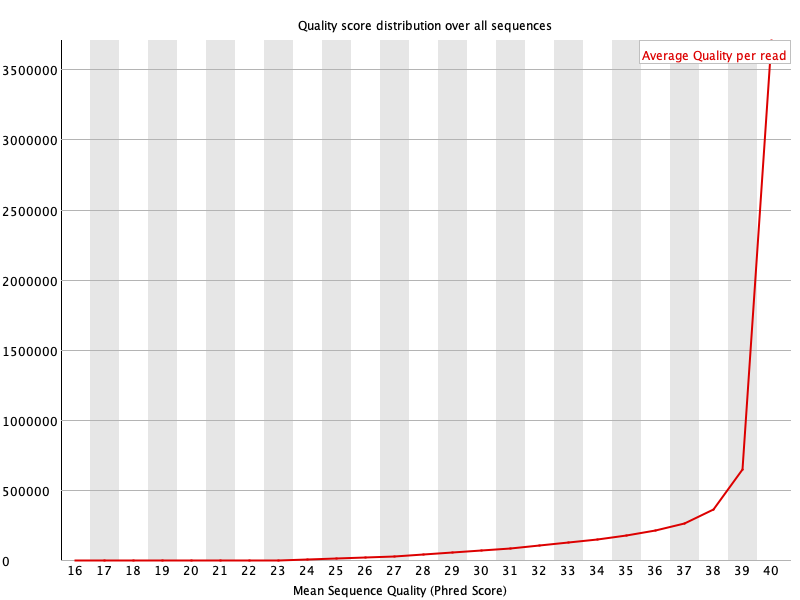 Quality score distribution over all sequences
Average Quality per read
3500000
3000000
2500000
2000000
1500000
1000000
500000
0
16 17 18 19 20 21 22 23 24 25 26 27 28 29 30 31 32 33 34 35 36 37 38 39 40
Mean Sequence Quality (Phred Score)